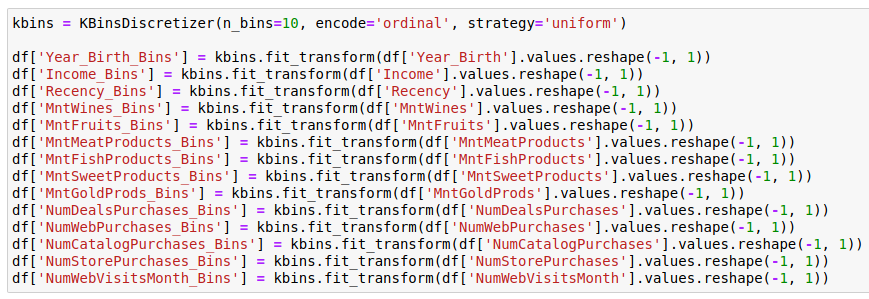 kbins = KBinsDiscretizer(n_bins=10, encode='ordinal', strategy='uniform')
df['Year_Birth_Bins'] = kbins.fit_transform(df['Year_Birth'].values.reshape(-1, 1))
df['Income_Bins'] = kbins.fit_transform(df['Income'].values.reshape(-1, 1))
df['Recency_Bins'] = kbins.fit_transform(df['Recency'].values.reshape(-1, 1))
df['MntWines_Bins'] = kbins.fit_transform(df['MntWines'].values.reshape(-1, 1))
df['MntFruits_Bins'] = kbins.fit_transform(df['MntFruits'].values.reshape(-1, 1))
df['MntMeatProducts_Bins'] = kbins.fit_transform(df['MntMeatProducts'].values.reshape(-1, 1))
df['MntFishProducts_Bins'] = kbins.fit_transform(df['MntFishProducts'].values.reshape(-1, 1))
df['MntSweetProducts_Bins'] = kbins.fit_transform(df['MntSweetProducts'].values.reshape(-1, 1))
df['MntGoldProds_Bins'] = kbins.fit_transform(df['MntGoldProds'].values.reshape(-1, 1))
df['NumDealsPurchases_Bins'] = kbins.fit_transform(df['NumDealsPurchases'].values.reshape(-1, 1))
df['NumWebPurchases_Bins'] = kbins.fit_transform(df['NumWebPurchases'].values.reshape(-1, 1))
df['NumCatalogPurchases_Bins'] = kbins.fit_transform(df['NumCatalogPurchases'].values.reshape(-1, 1))
df['NumStorePurchases_Bins'] = kbins.fit_transform(df['NumStorePurchases'].values.reshape(-1, 1))
df['NumWebVisitsMonth_Bins'] = kbins.fit_transform(df['NumWebVisitsMonth'].values.reshape(-1, 1))